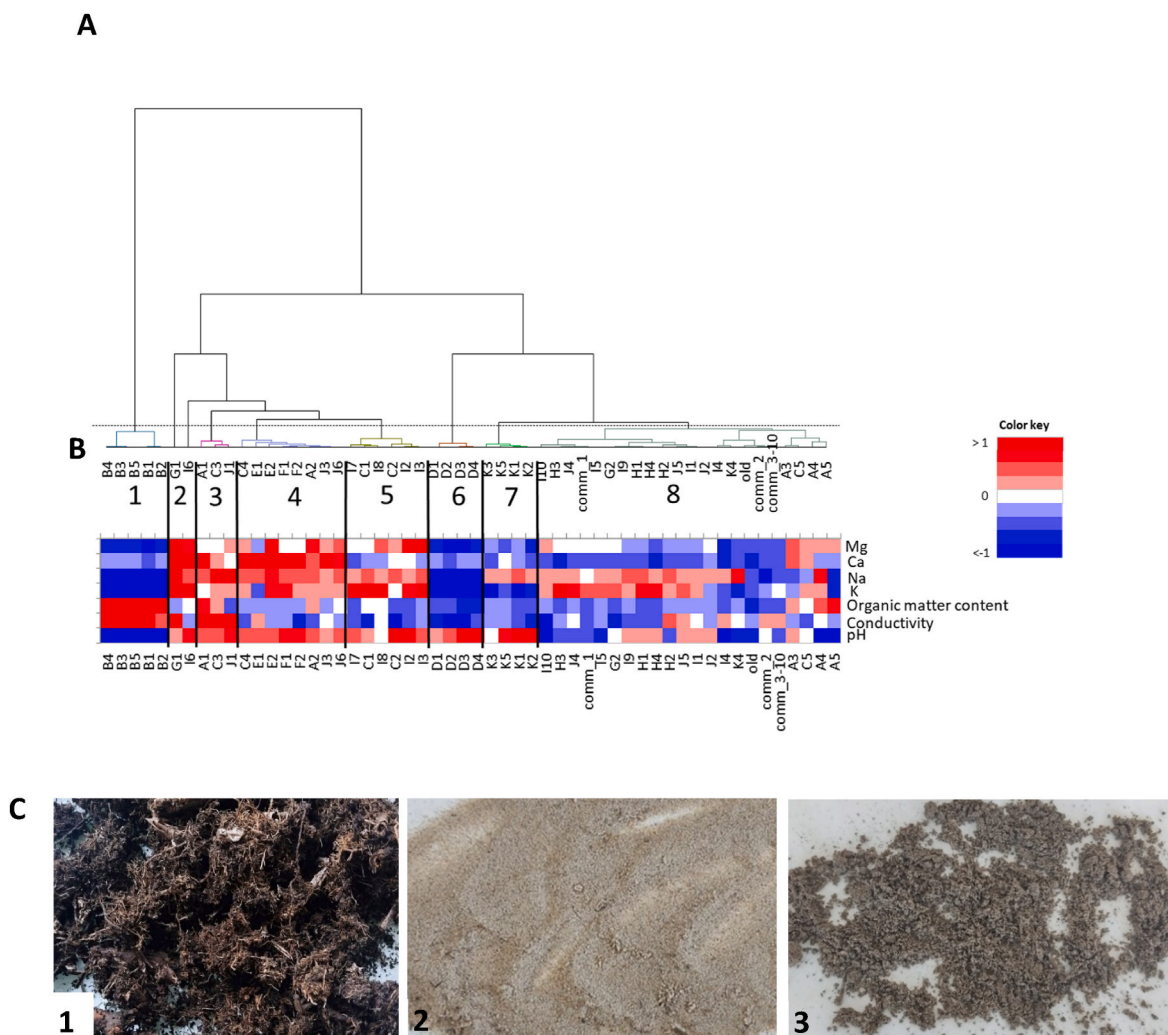 A
B
B4 B3 B5 B1 B2 G1 I6 A1 C3 J1 C4 E1 E2 F1 F2 A2 J3 J6 I7 C1 I8 C2 I2 I3 D1 D2 D3 D4 K3 K5 K1 K2 I10 H3 J4 comm_1 T5 G2 I9 H1 H4 H2 J5 I1 J2 I4 K4 old comm_2 comm_3-10 A3 C5 A4 A5
1 2 3 4 5 6 7 8
Mg
Ca
Na
K
Organic matter content
Conductivity
pH
B4 B3 B5 B1 B2 G1 I6 A1 C3 J1 C4 E1 E2 F1 F2 A2 J3 J6 I7 C1 I8 C2 I2 I3 D1 D2 D3 D4 K3 K5 K1 K2 I10 H3 J4 comm_1 T5 G2 I9 H1 H4 H2 J5 I1 J2 I4 K4 old comm_2 comm_3-10 A3 C5 A4 A5
Color key
> 1
0
<-1
C
1
2
3